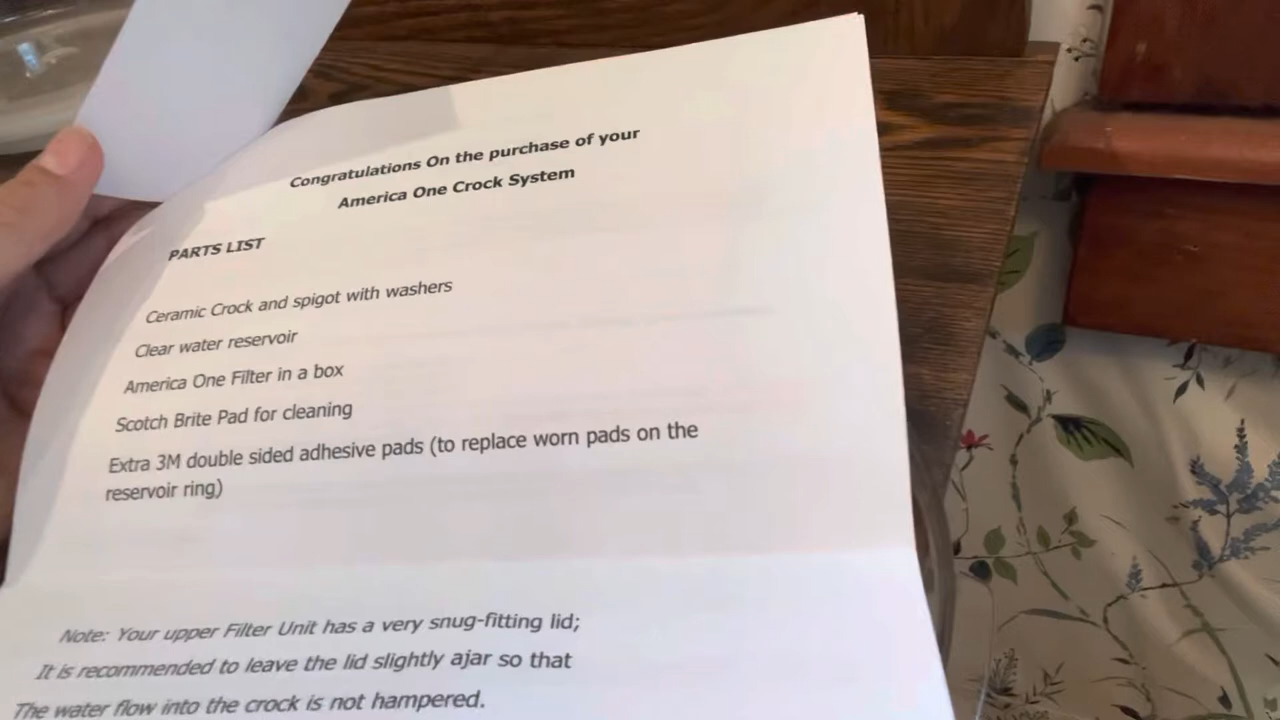 Congratulations On the purchase of your
America One Crock System
PARTS LIST
Ceramic Crock and spigot with washers
Clear water reservoir
America One Filter in a box
Scotch Brite Pad for cleaning
Extra 3M double sided adhesive pads (to replace worn pads on the
reservoir ring)
Note: Your upper Filter Unit has a very snug-fitting lid;
It is recommended to leave the lid slightly ajar so that
The water flow into the crock is not hampered.